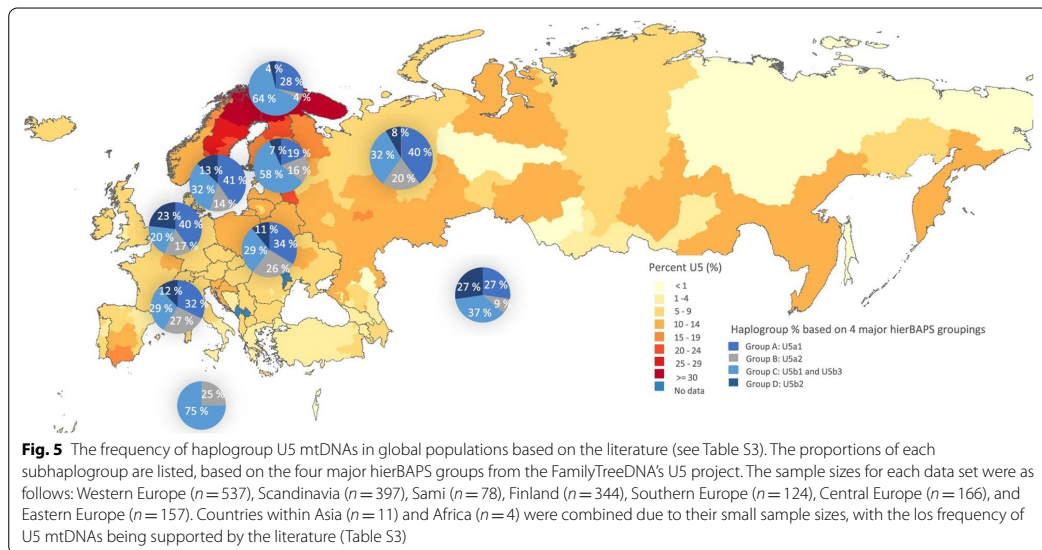 4 %
28 %
4 %
64 %
7 %
19 %
16 %
58 %
8 %
40 %
20 %
32 %
13 %
41 %
14 %
32 %
23 %
40 %
17 %
20 %
11 %
34 %
26 %
29 %
12 %
32 %
27 %
29 %
27 %
27 %
9 %
37 %
25 %
75 %
Percent U5 (%)
< 1
1 -4
5 - 9
10 - 14
15 - 19
20 - 24
25 - 29
>= 30
No data
Haplogroup % based on 4 major hierBAPS groupings
Group A: U5a1
Group B: U5a2
Group C: U5b1 and U5b3
Group D: U5b2
Fig. 5 The frequency of haplogroup U5 mtDNAs in global populations based on the literature (see Table S3). The proportions of each
subhaplogroup are listed, based on the four major hierBAPS groups from the FamilyTreeDNA's U5 project. The sample sizes for each data set were as
follows: Western Europe (n = 537), Scandinavia (n = 397), Sami (n = 78), Finland (n = 344), Southern Europe (n = 124), Central Europe (n = 166), and
Eastern Europe (n = 157). Countries within Asia (n = 11) and Africa (n = 4) were combined due to their small sample sizes, with the los frequency of
U5 mtDNAs being supported by the literature (Table S3)